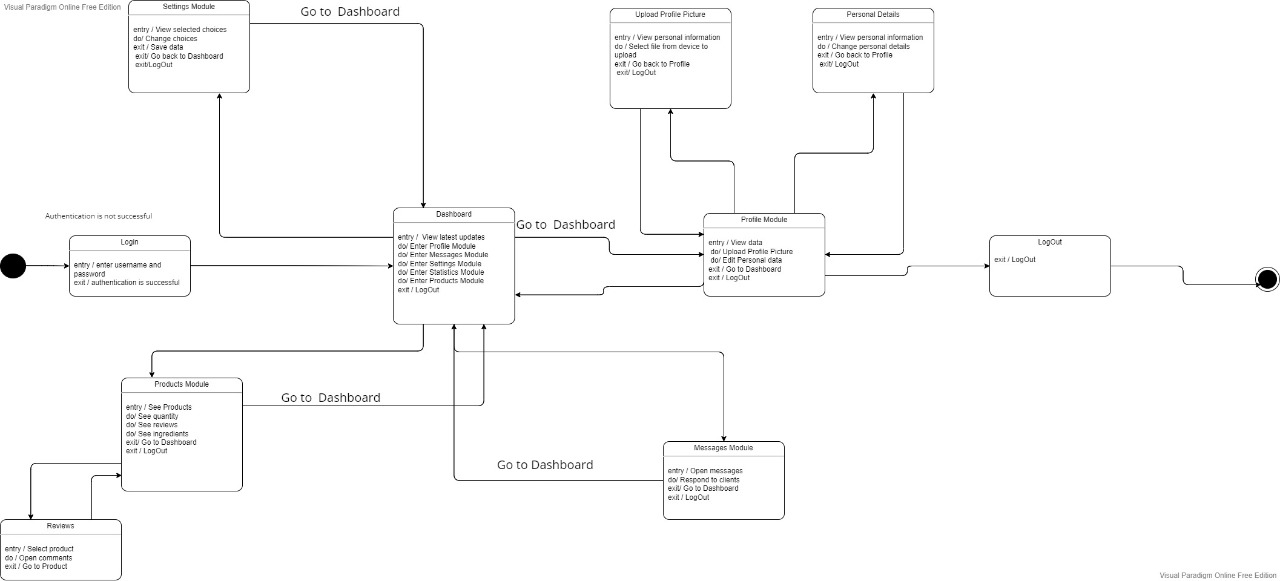 Visual Paradigm Online Free Edition
Settings Module
entry / View selected choices
do/ Change choices
exit / Save data
exit/ Go back to Dashboard
exit/LogOut
Go to Dashboard
Upload Profile Picture
entry / View personal information
do / Select file from device to
upload
exit / Go back to Profile
exit/ LogOut
Personal Details
entry / View personal information
do / Change personal details
exit / Go back to Profile
exit/ LogOut
Authentication is not successful
Login
entry / enter username and
password
exit / authentication is successful
Dashboard
entry / View latest updates
do/ Enter Profile Module
do/ Enter Messages Module
do/ Enter Settings Module
do/ Enter Statistics Module
do/ Enter Products Module
exit / LogOut
Go to Dashboard
Profile Module
entry / View data
do/ Upload Profile Picture
do/ Edit Personal data
exit / Go to Dashboard
exit / LogOut
LogOut
exit / LogOut
Products Module
entry / See Products
do/ See quantity
do/ See reviews
do/ See ingredients
exit/ Go to Dashboard
exit / LogOut
Go to Dashboard
Go to Dashboard
Messages Module
entry / Open messages
do/ Respond to clients
exit/ Go to Dashboard
exit / LogOut
Reviews
entry / Select product
do / Open comments
exit / Go to Product
Visual Paradigm Online Free Edition